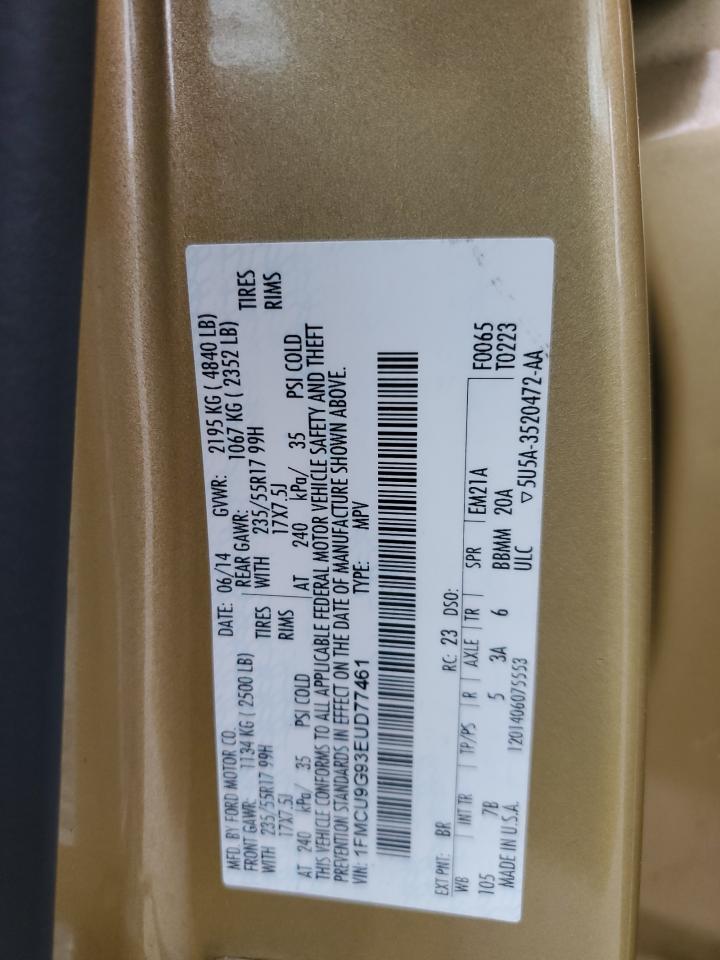 MFD. BY FORD MOTOR CO.
DATE: 06/14 GVWR: 2195 KG ( 4840 LB)
FRONT GAWR: 1134 KG ( 2500 LB) REAR GAWR: 1067 KG ( 2352 LB)
WITH 235/55R17 99H TIRES WITH 235/55R17 99H TIRES
17X7.5J RIMS 17X7.5J RIMS
AT 240 kPa/ 35 PSI COLD AT 240 kPa/ 35 PSI COLD
THIS VEHICLE CONFORMS TO ALL APPLICABLE FEDERAL MOTOR VEHICLE SAFETY AND THEFT
PREVENTION STANDARDS IN EFFECT ON THE DATE OF MANUFACTURE SHOWN ABOVE.
VIN: 1FMCU9G93EUD77461 TYPE: MPV
EXT PNT: BR RC: 23 DSO:
WB INT TR TP/PS R AXLE TR SPR EM21A F0065
105 7B 5 3A 6 BBMM 20A T0223
MADE IN U.S.A. 1201406075553 ULC ▽5U5A-3520472-AA